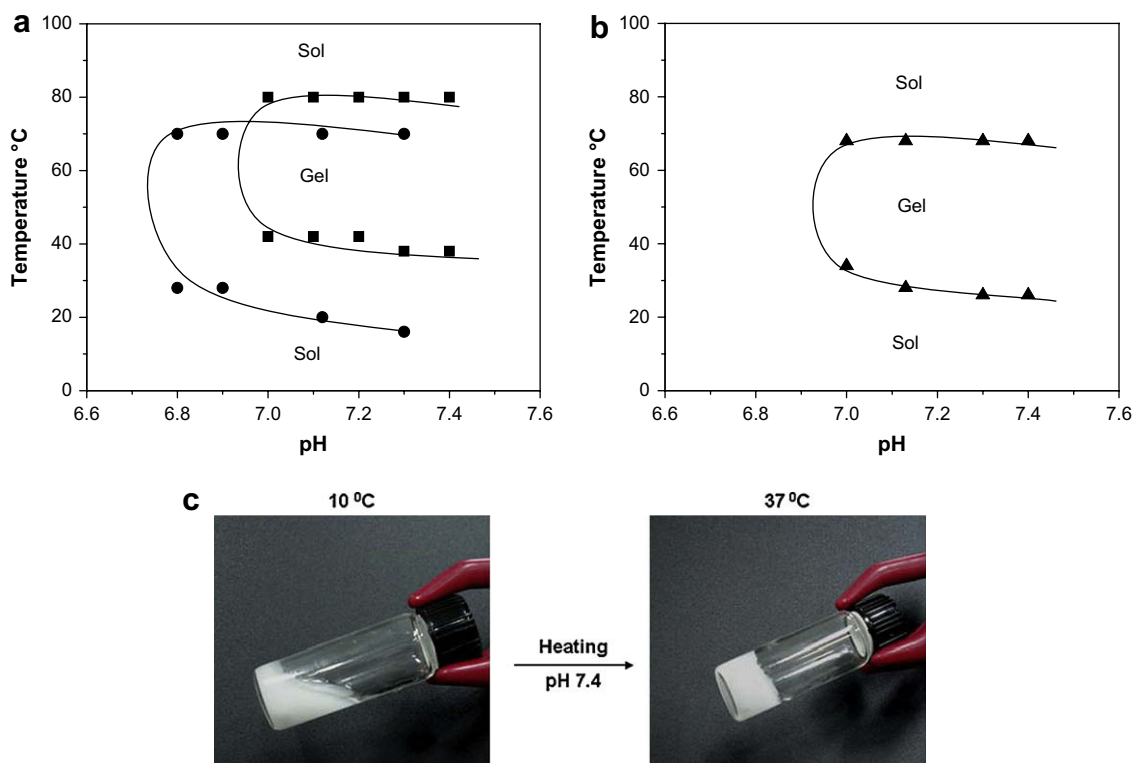 a
100
80
60
40
20
0
Temperature °C
Sol
Gel
Sol
6.6 6.8 7.0 7.2 7.4 7.6
pH
b
100
80
60
40
20
0
Temperature °C
Sol
Gel
Sol
6.6 6.8 7.0 7.2 7.4 7.6
pH
c
10 ⁰C
Heating
pH 7.4
37 ⁰C